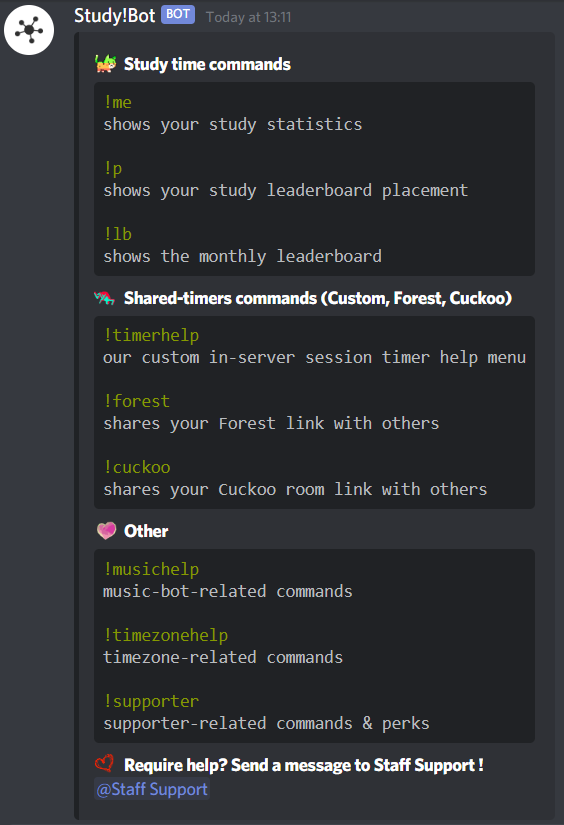 Study!Bot BOT Today at 13:11
Study time commands
!me
shows your study statistics
!p
shows your study leaderboard placement
!lb
shows the monthly leaderboard
Shared-timers commands (Custom, Forest, Cuckoo)
!timerhelp
our custom in-server session timer help menu
!forest
shares your Forest link with others
!cuckoo
shares your Cuckoo room link with others
Other
!musichelp
music-bot-related commands
!timezonehelp
timezone-related commands
!supporter
supporter-related commands & perks
Require help? Send a message to Staff Support !
@Staff Support